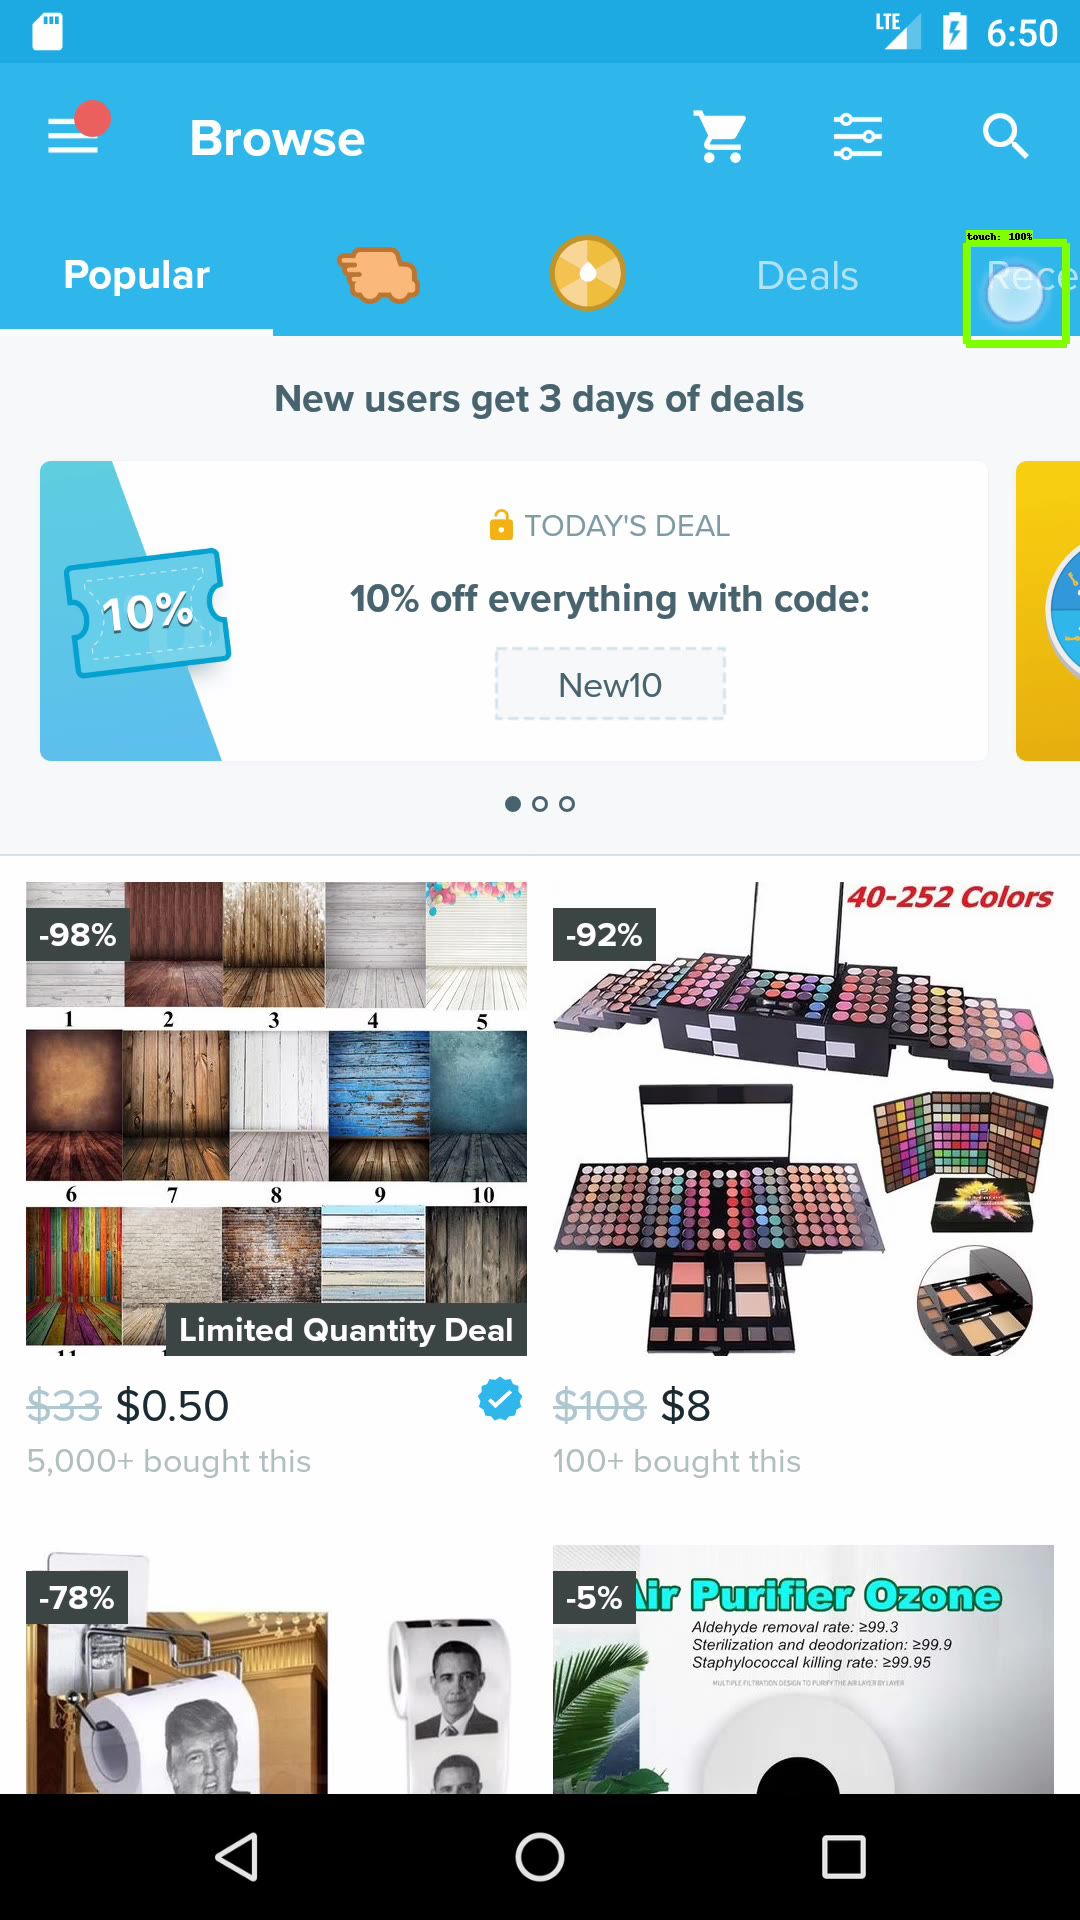 LTE 6:50
Browse
touch: 100%
Popular Deals Rece
New users get 3 days of deals
TODAY'S DEAL
10%
10% off everything with code:
New10
-98%
1 2 3 4 5
6 7 8 9 10
11
Limited Quantity Deal
$33 $0.50
5,000+ bought this
-92%
40-252 Colors
$108 $8
100+ bought this
-78%
-5%
Air Purifier Ozone
Aldehyde removal rate: ≥99.3
Sterilization and deodorization: ≥99.9
Staphylococcal killing rate: ≥99.95
MULTIPLE FILTRATION DESIGN TO PURIFY THE AIR LAYER BY LAYER